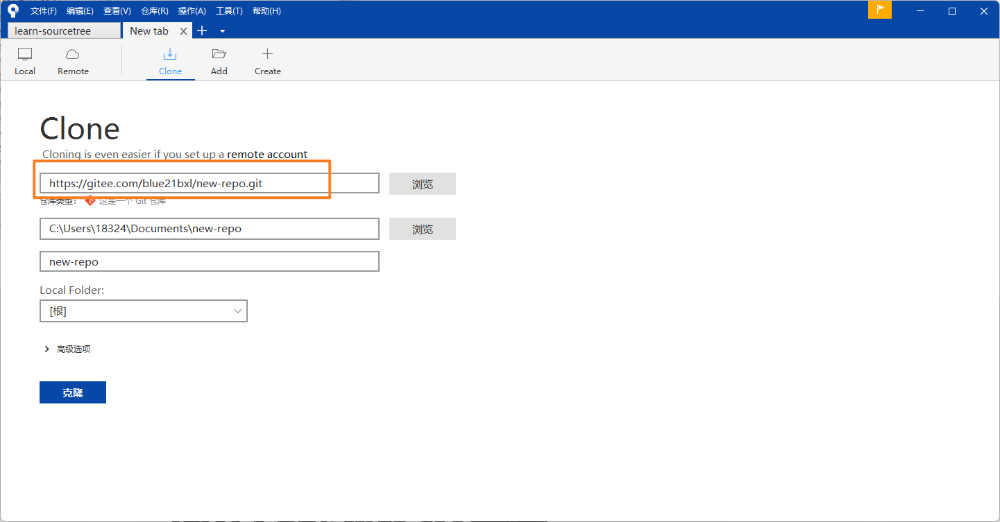 文件(F) 编辑(E) 查看(V) 仓库(R) 操作(A) 工具(T) 帮助(H)
learn-sourcetree New tab
Local Remote Clone Add Create
Clone
Cloning is even easier if you set up a remote account
https://gitee.com/blue21bxl/new-repo.git 浏览
仓库类型: 这是一个 Git 仓库
C:\Users\18324\Documents\new-repo 浏览
new-repo
Local Folder:
[根]
高级选项
克隆